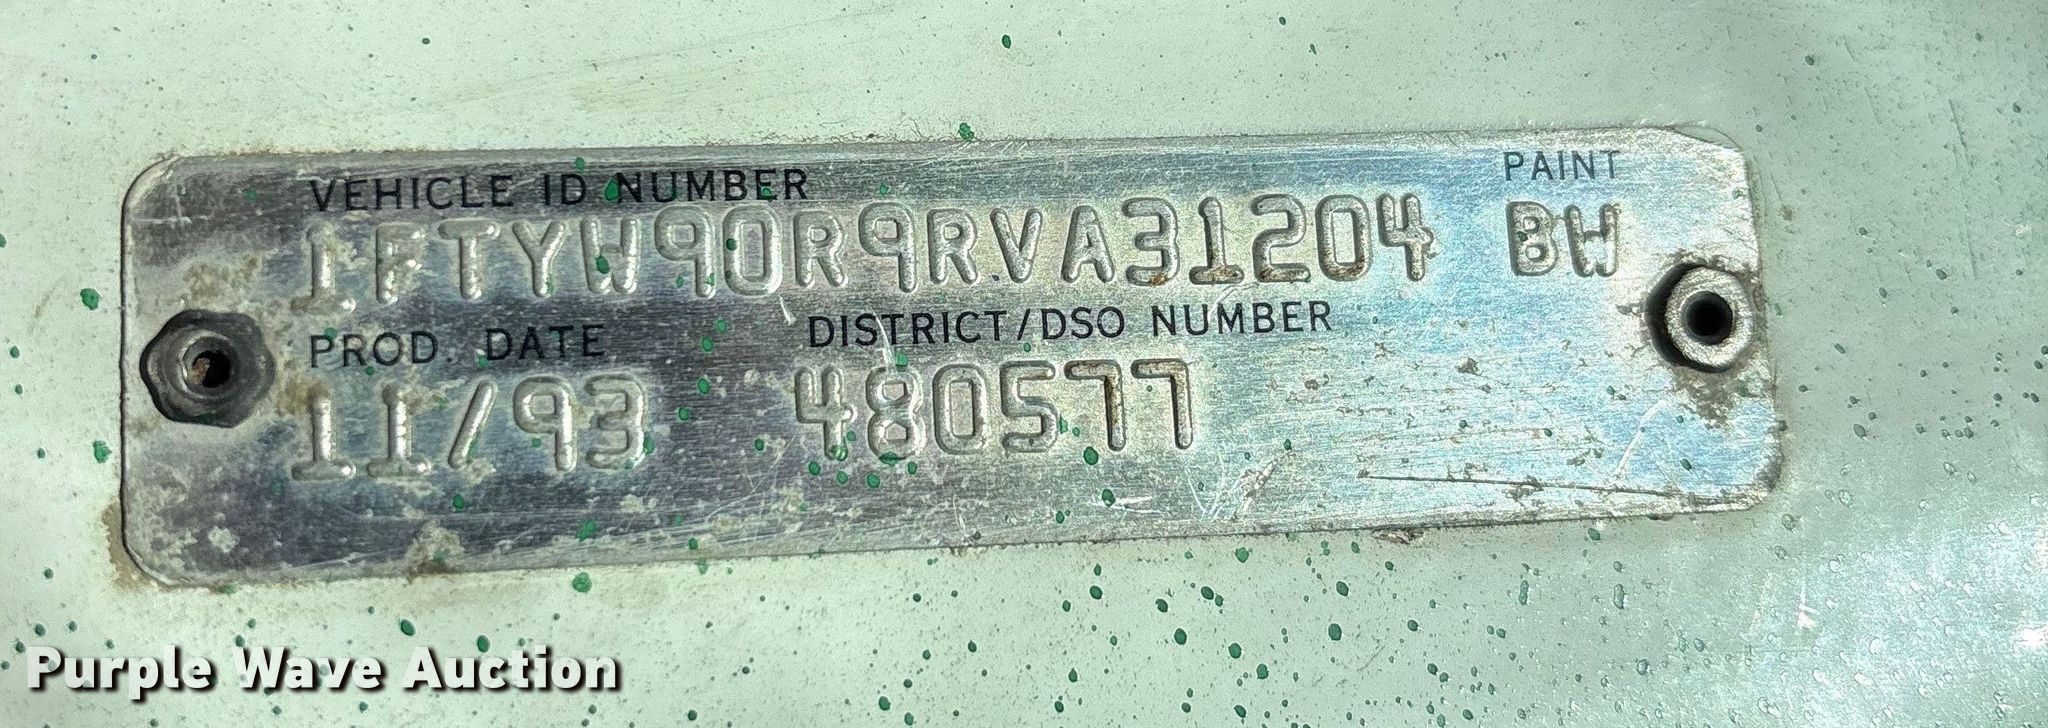 VEHICLE ID NUMBER PAINT
1FTYW90R9RVA31204 BW
PROD. DATE DISTRICT/DSO NUMBER
11/93 480577
Purple Wave Auction